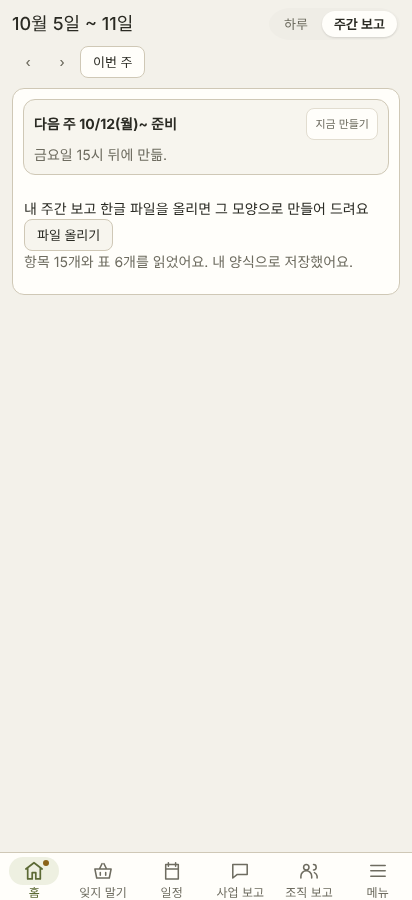 10월 5일 ~ 11일
하루
주간 보고
‹
›
이번 주
다음 주 10/12(월)~ 준비
지금 만들기
금요일 15시 뒤에 만듦.
내 주간 보고 한글 파일을 올리면 그 모양으로 만들어 드려요
파일 올리기
항목 15개와 표 6개를 읽었어요. 내 양식으로 저장했어요.
홈
잊지 말기
일정
사업 보고
조직 보고
메뉴